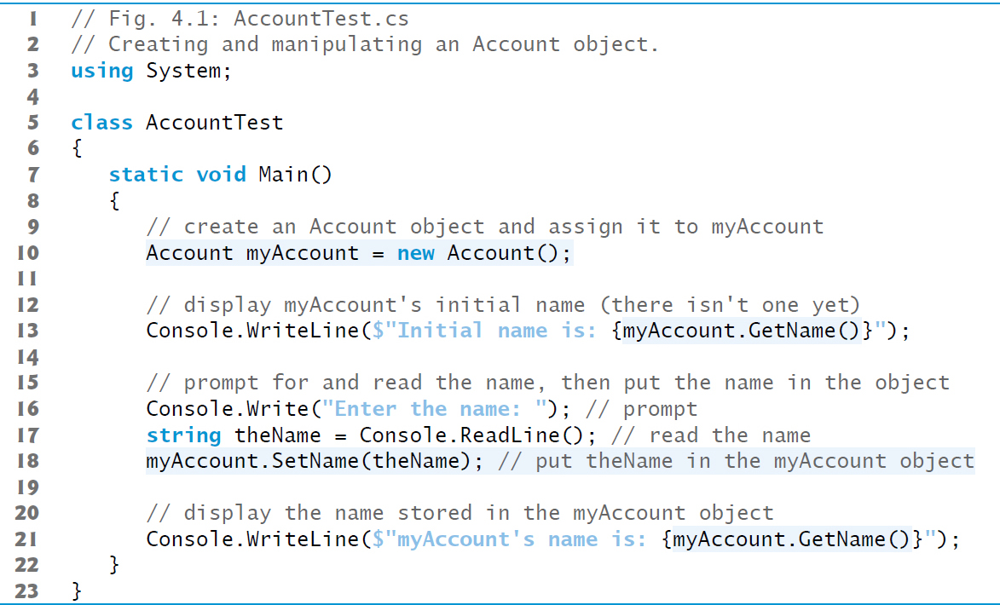 1 // Fig. 4.1: AccountTest.cs
2 // Creating and manipulating an Account object.
3 using System;
4
5 class AccountTest
6 {
7    static void Main()
8    {
9       // create an Account object and assign it to myAccount
10       Account myAccount = new Account();
11
12       // display myAccount's initial name (there isn't one yet)
13       Console.WriteLine($"Initial name is: {myAccount.GetName()}");
14
15       // prompt for and read the name, then put the name in the object
16       Console.Write("Enter the name: "); // prompt
17       string theName = Console.ReadLine(); // read the name
18       myAccount.SetName(theName); // put theName in the myAccount object
19
20       // display the name stored in the myAccount object
21       Console.WriteLine($"myAccount's name is: {myAccount.GetName()}");
22    }
23 }